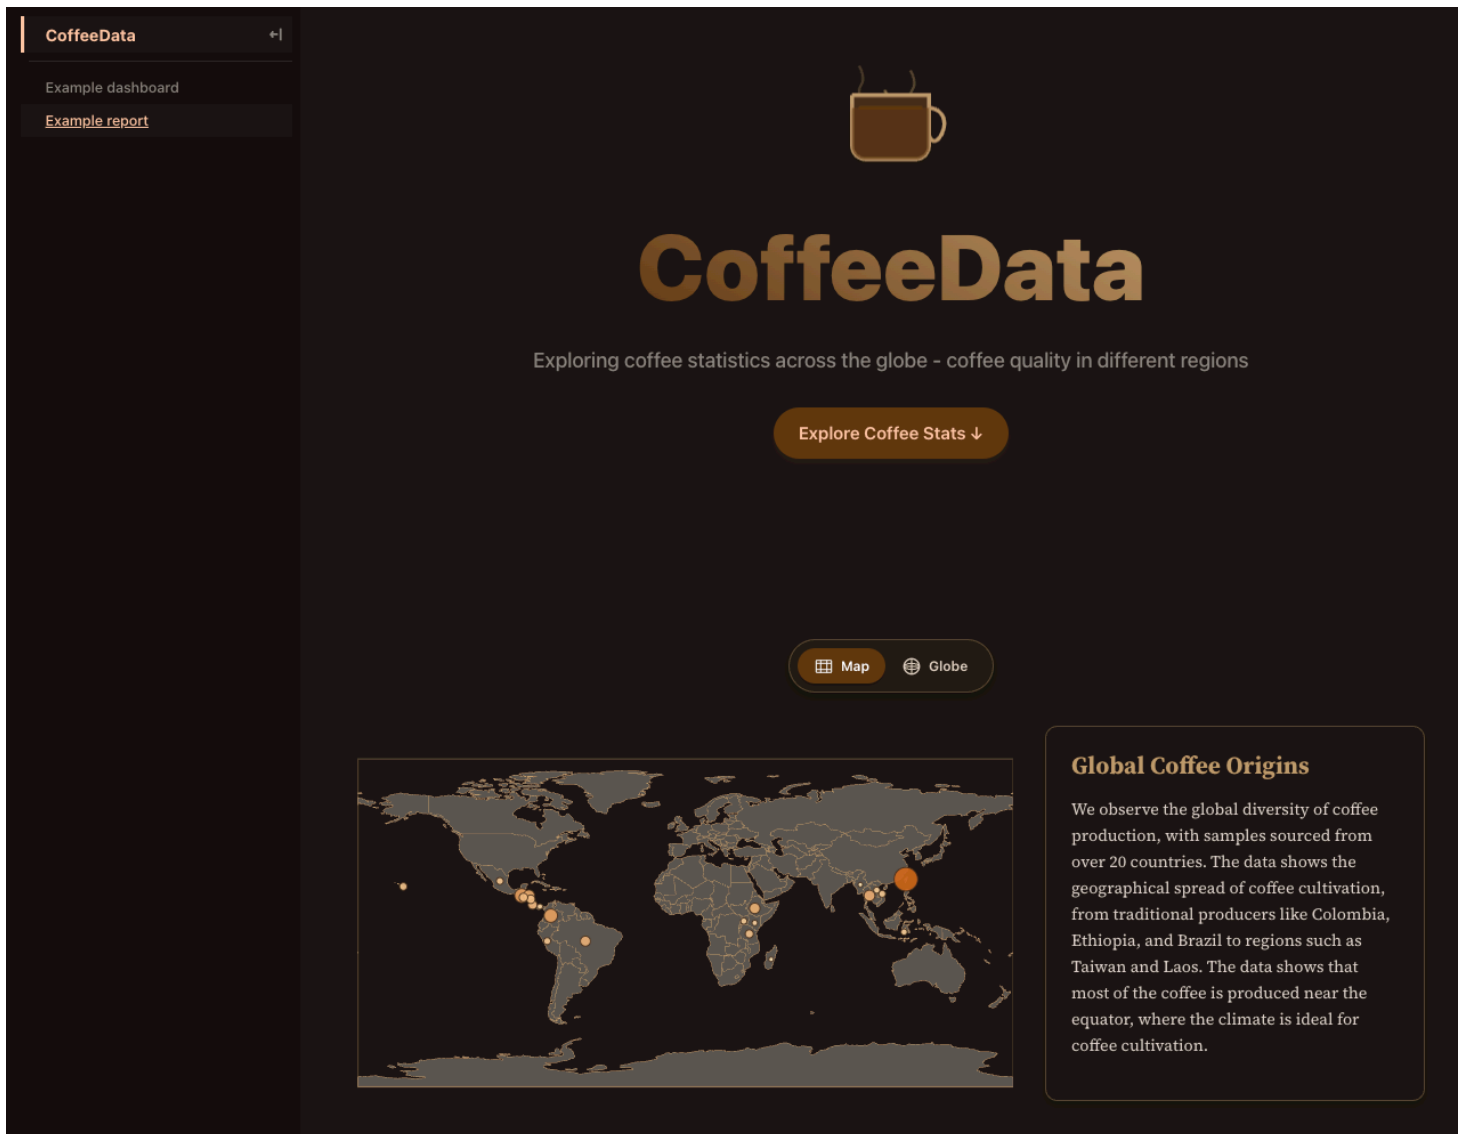 CoffeeData
Example dashboard
Example report
CoffeeData
Exploring coffee statistics across the globe - coffee quality in different regions
Explore Coffee Stats ↓
Map
Globe
Global Coffee Origins
We observe the global diversity of coffee
production, with samples sourced from
over 20 countries. The data shows the
geographical spread of coffee cultivation,
from traditional producers like Colombia,
Ethiopia, and Brazil to regions such as
Taiwan and Laos. The data shows that
most of the coffee is produced near the
equator, where the climate is ideal for
coffee cultivation.